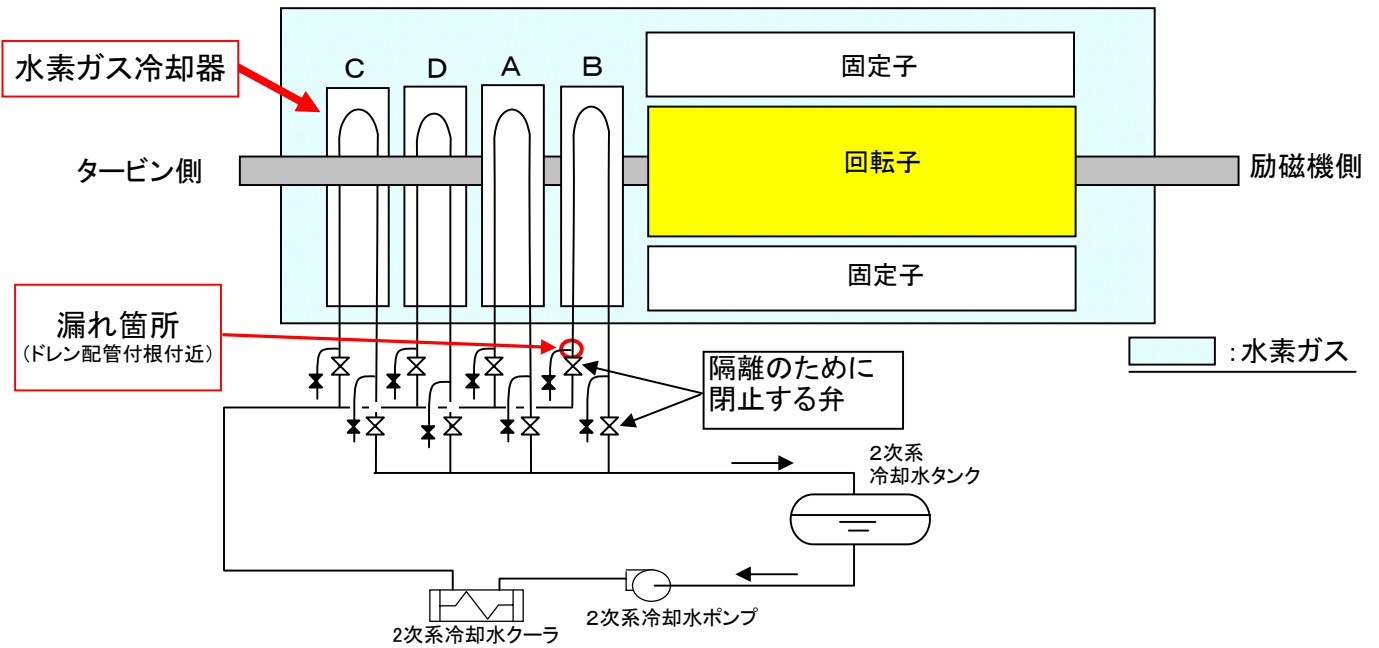 水素ガス冷却器
C D A B
固定子
タービン側
回転子
励磁機側
固定子
漏れ箇所
(ドレン配管付根付近)
:水素ガス
隔離のために
閉止する弁
2次系
冷却水タンク
2次系冷却水ポンプ
2次系冷却水クーラ